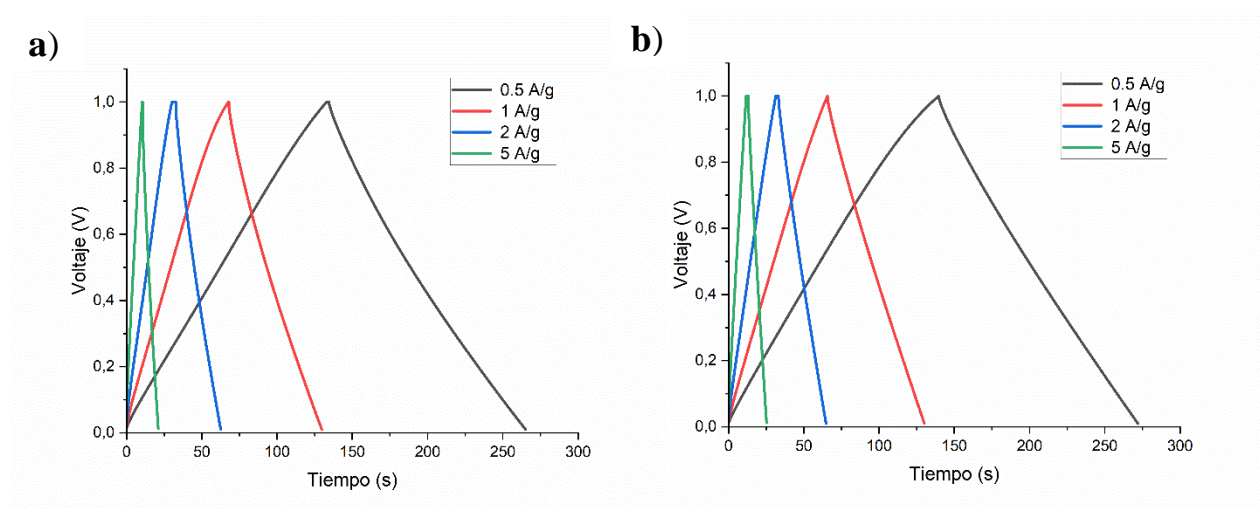 a)
0.5 A/g
1 A/g
2 A/g
5 A/g
Voltaje (V)
1,0
0,8
0,6
0,4
0,2
0,0
0 50 100 150 200 250 300
Tiempo (s)
b)
0.5 A/g
1 A/g
2 A/g
5 A/g
Voltaje (V)
1,0
0,8
0,6
0,4
0,2
0,0
0 50 100 150 200 250 300
Tiempo (s)